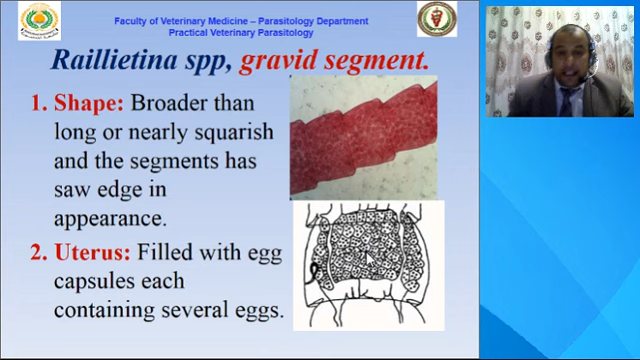 Faculty of Veterinary Medicine – Parasitology Department
Practical Veterinary Parasitology
Raillietina spp, gravid segment.
1. Shape: Broader than
long or nearly squarish
and the segments has
saw edge in
appearance.
2. Uterus: Filled with egg
capsules each
containing several eggs.